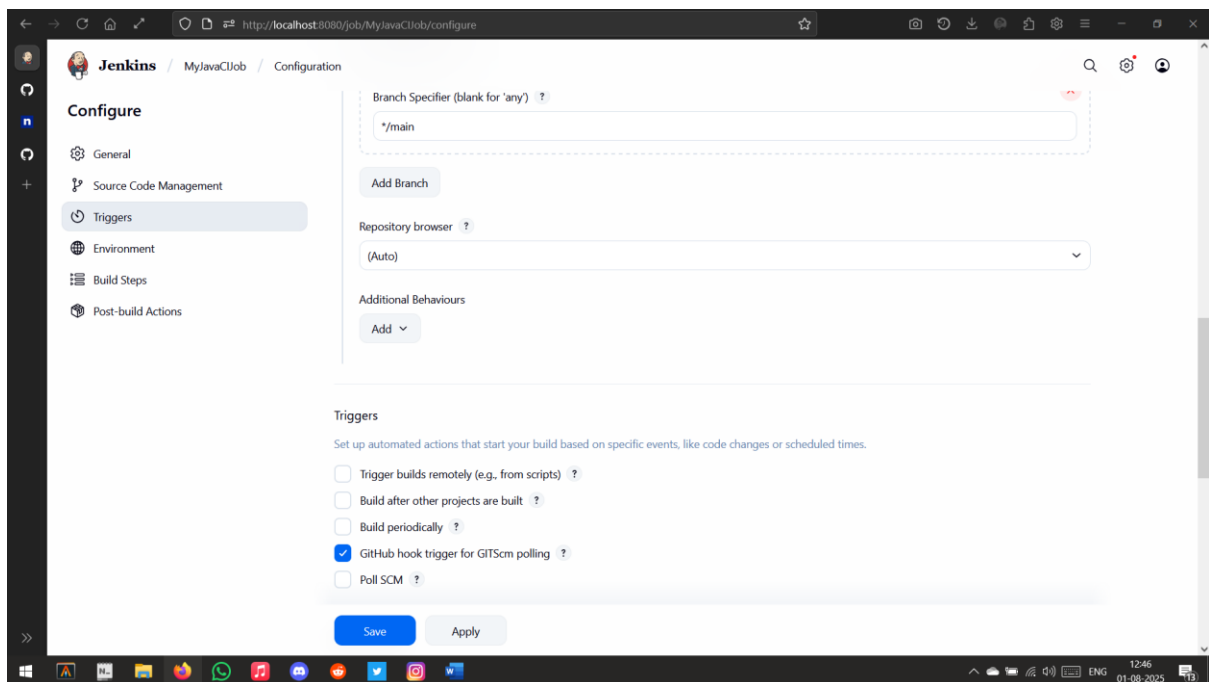 http://localhost:8080/job/MyJavaCIJob/configure
Jenkins / MyJavaCIJob / Configuration
Configure
General
Source Code Management
Triggers
Environment
Build Steps
Post-build Actions
Branch Specifier (blank for 'any') ?
*/main
Add Branch
Repository browser ?
(Auto)
Additional Behaviours
Add
Triggers
Set up automated actions that start your build based on specific events, like code changes or scheduled times.
Trigger builds remotely (e.g., from scripts) ?
Build after other projects are built ?
Build periodically ?
GitHub hook trigger for GITScm polling ?
Poll SCM ?
Save
Apply
ENG
12:46
01-08-2025